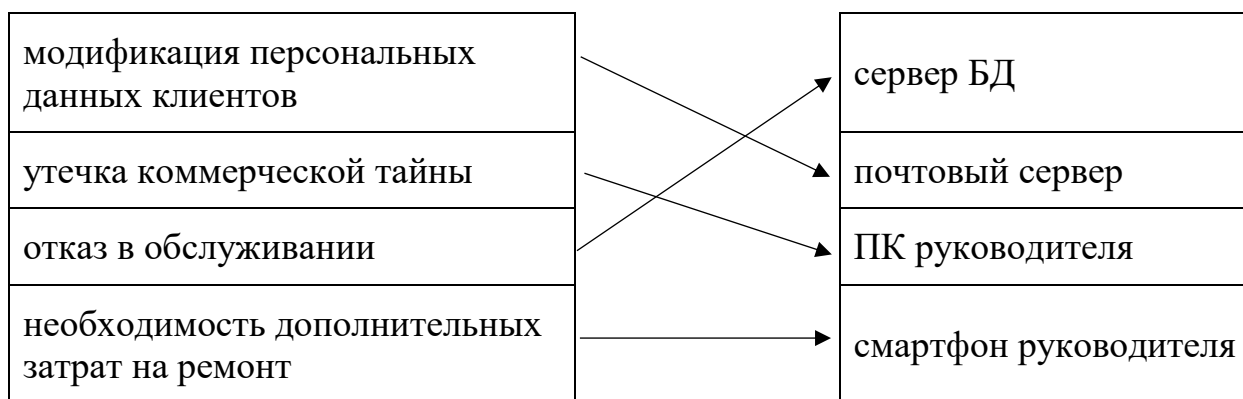 модификация персональных
данных клиентов
сервер БД
утечка коммерческой тайны
почтовый сервер
отказ в обслуживании
ПК руководителя
необходимость дополнительных
затрат на ремонт
смартфон руководителя